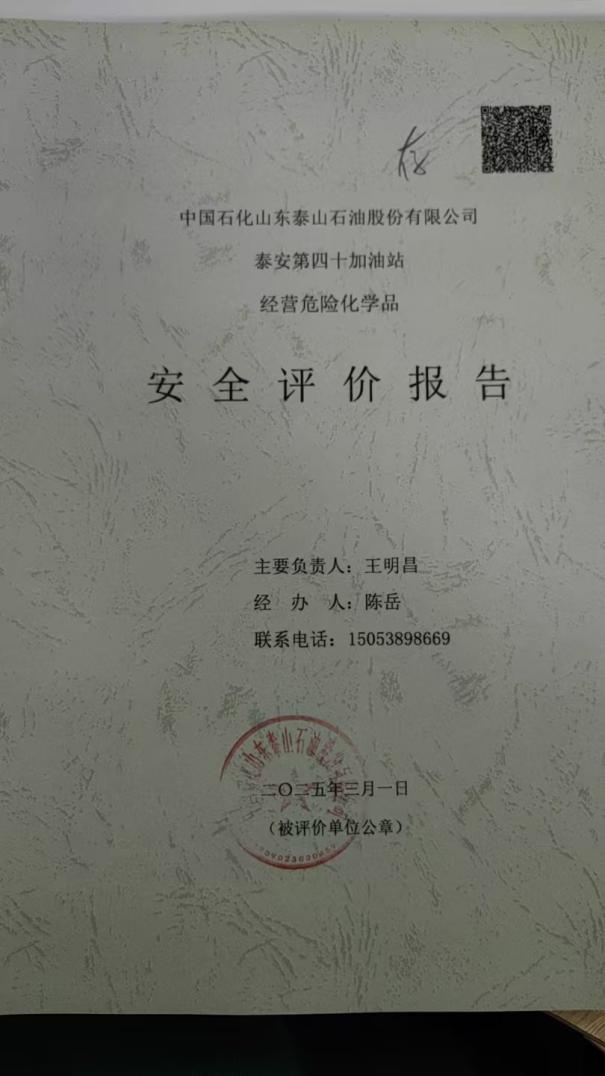 存
中国石化山东泰山石油股份有限公司
泰安第四十加油站
经营危险化学品
安全评价报告
主要负责人：王明昌
经 办 人：陈岳
联系电话：15053898669
二〇二五年三月一日
（被评价单位公章）